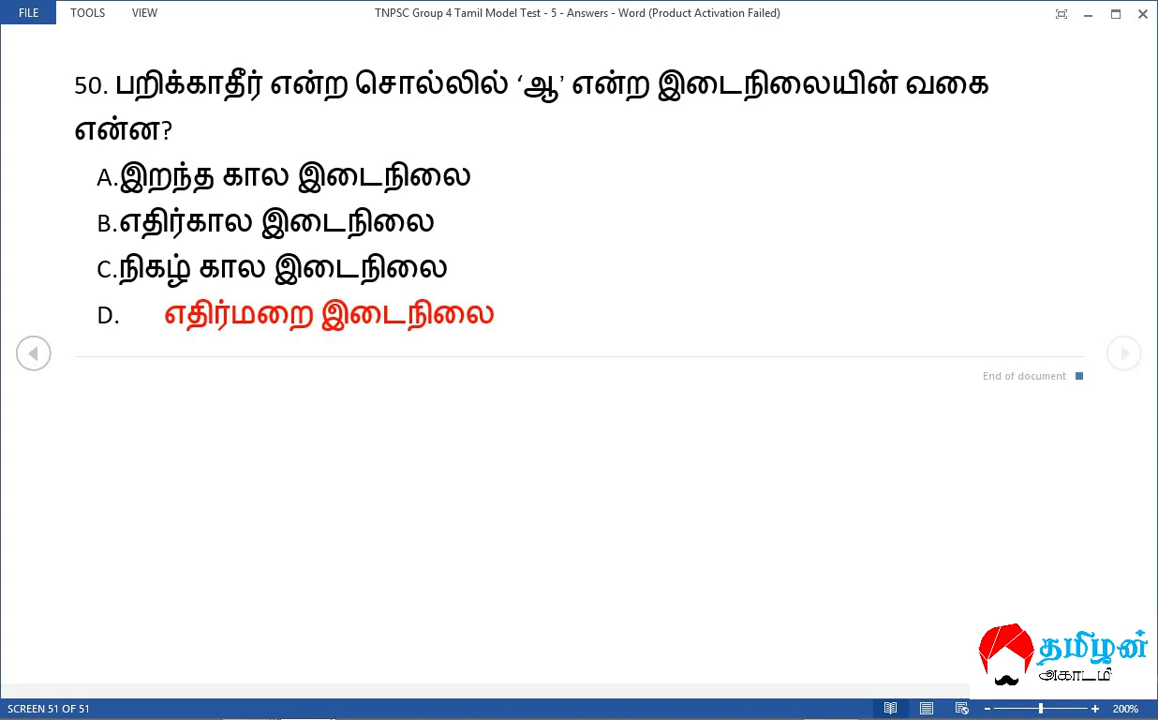 FILE TOOLS VIEW TNPSC Group 4 Tamil Model Test - 5 - Answers - Word (Product Activation Failed)
50. பறிக்காதீர் என்ற சொல்லில் ‘ஆ’ என்ற இடைநிலையின் வகை
என்ன?
A.இறந்த கால இடைநிலை
B.எதிர்கால இடைநிலை
C.நிகழ் கால இடைநிலை
D. எதிர்மறை இடைநிலை
End of document
தமிழன்
அகாடமி
SCREEN 51 OF 51 200%